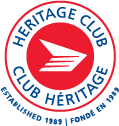 HERITAGE CLUB
CLUB HÉRITAGE
ESTABLISHED 1989 | FONDÉ EN 1989